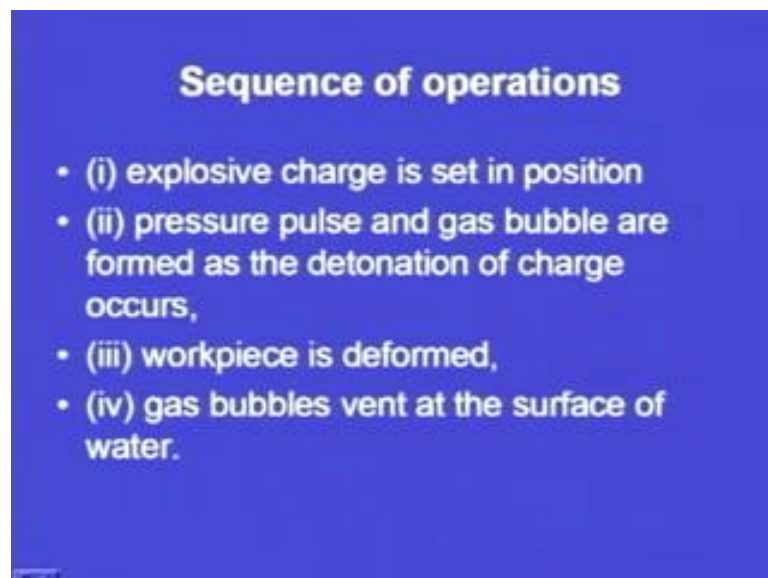 Sequence of operations
• (i) explosive charge is set in position
• (ii) pressure pulse and gas bubble are
formed as the detonation of charge
occurs,
• (iii) workpiece is deformed,
• (iv) gas bubbles vent at the surface of
water.